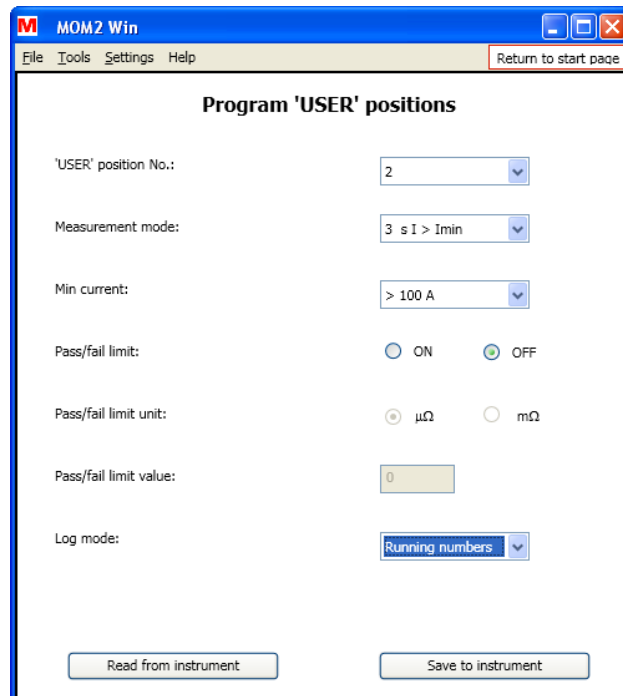 M MOM2 Win
File Tools Settings Help Return to start page
Program 'USER' positions
'USER' position No.: 2
Measurement mode: 3 s I > Imin
Min current: > 100 A
Pass/fail limit: ON OFF
Pass/fail limit unit: µΩ mΩ
Pass/fail limit value: 0
Log mode: Running numbers
Read from instrument Save to instrument